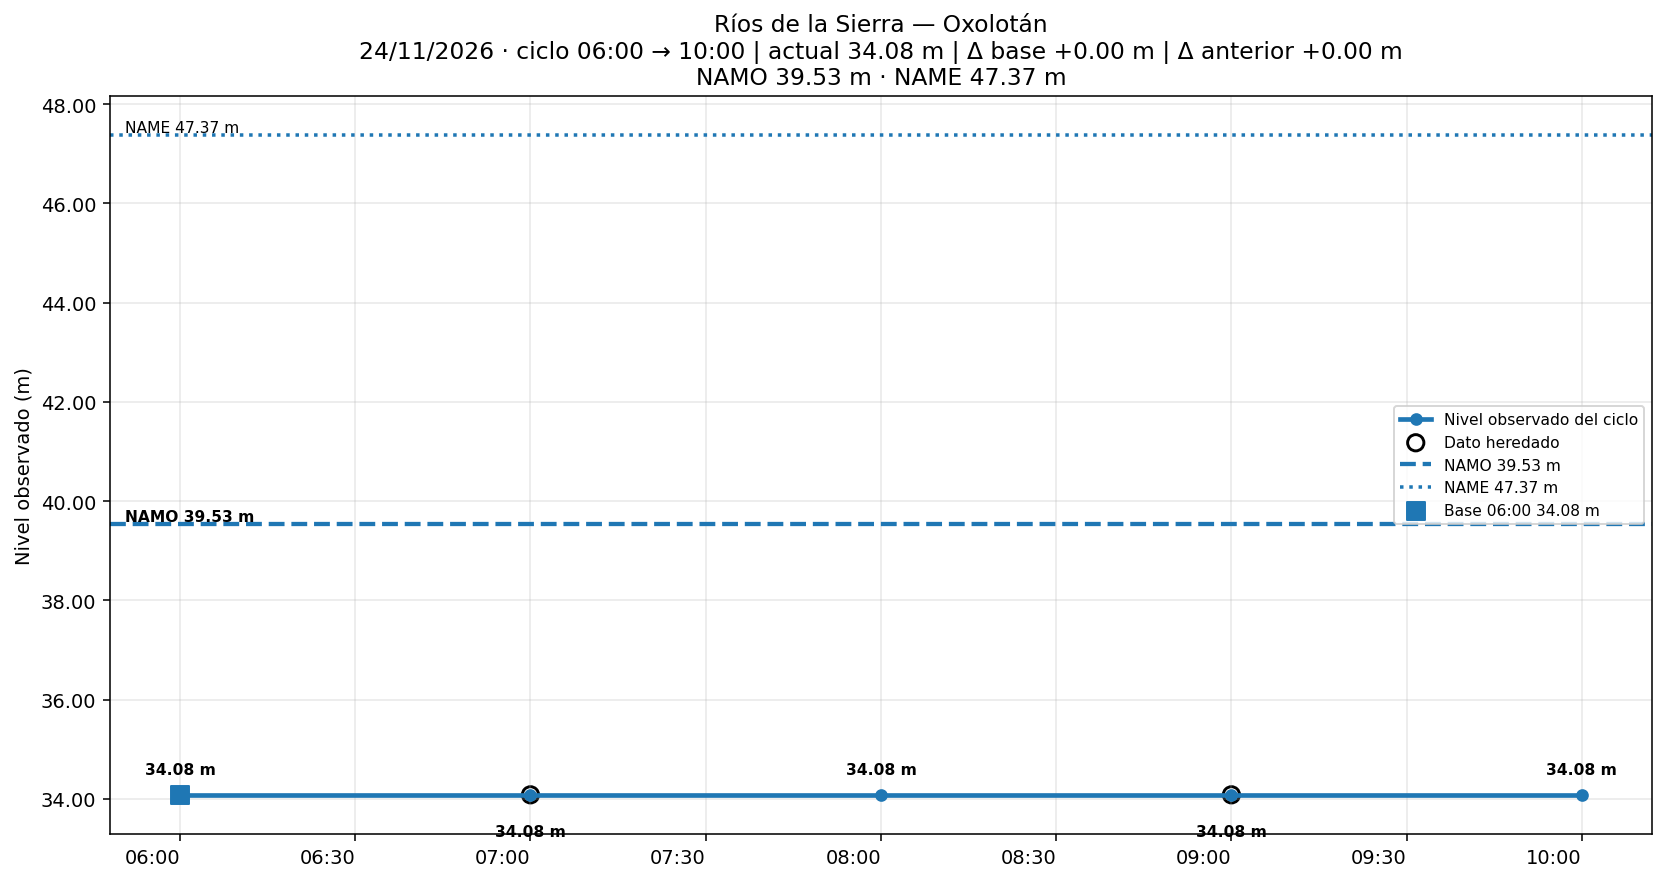 Ríos de la Sierra — Oxolotán
24/11/2026 · ciclo 06:00 → 10:00 | actual 34.08 m | Δ base +0.00 m | Δ anterior +0.00 m
NAMO 39.53 m · NAME 47.37 m
48.00
NAME 47.37 m
46.00
44.00
42.00
Nivel observado (m)
Nivel observado del ciclo
Dato heredado
NAMO 39.53 m
NAME 47.37 m
Base 06:00 34.08 m
40.00
NAMO 39.53 m
38.00
36.00
34.08 m
34.08 m
34.08 m
34.00
34.08 m
34.08 m
06:00
06:30
07:00
07:30
08:00
08:30
09:00
09:30
10:00